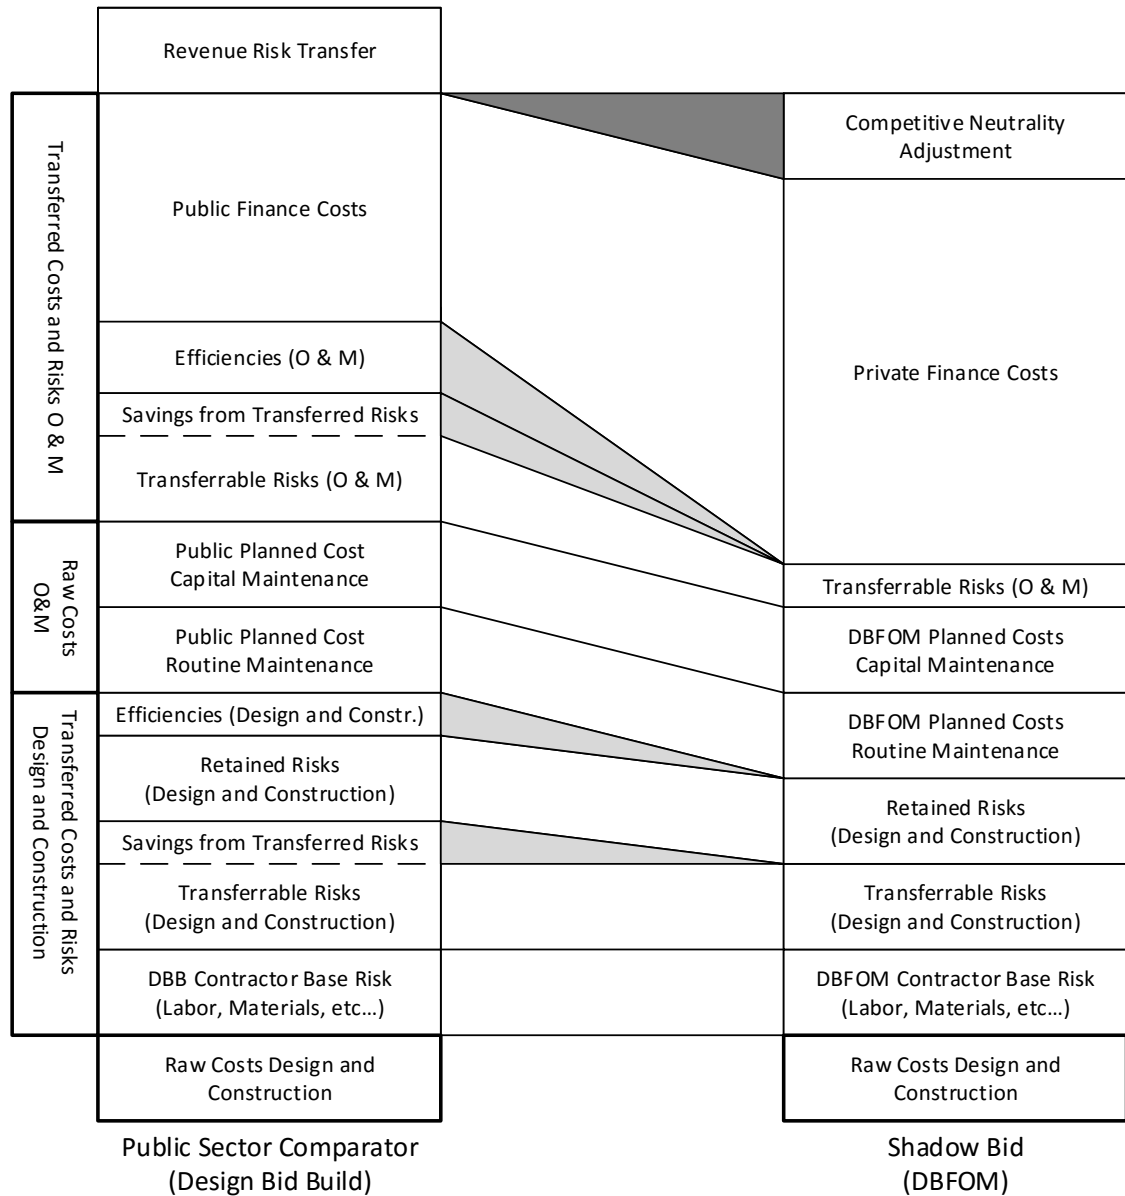 Revenue Risk Transfer
Transferred Costs and Risks O & M
Public Finance Costs
Efficiencies (O & M)
Savings from Transferred Risks
Transferrable Risks (O & M)
Raw Costs
O&M
Public Planned Cost
Capital Maintenance
Public Planned Cost
Routine Maintenance
Transferred Costs and Risks
Design and Construction
Efficiencies (Design and Constr.)
Retained Risks
(Design and Construction)
Savings from Transferred Risks
Transferrable Risks
(Design and Construction)
DBB Contractor Base Risk
(Labor, Materials, etc…)
Raw Costs Design and
Construction
Public Sector Comparator
(Design Bid Build)
Competitive Neutrality
Adjustment
Private Finance Costs
Transferrable Risks (O & M)
DBFOM Planned Costs
Capital Maintenance
DBFOM Planned Costs
Routine Maintenance
Retained Risks
(Design and Construction)
Transferrable Risks
(Design and Construction)
DBFOM Contractor Base Risk
(Labor, Materials, etc…)
Raw Costs Design and
Construction
Shadow Bid
(DBFOM)